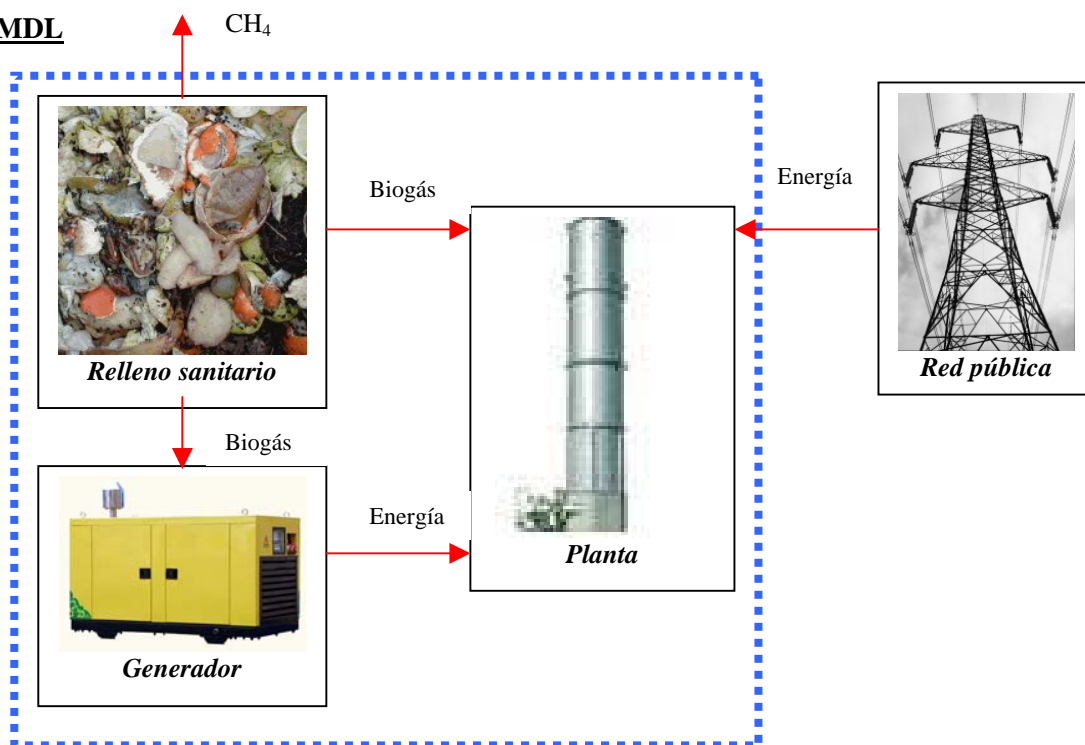 MDL
CH₄
Biogás
Energía
Relleno sanitario
Red pública
Biogás
Energía
Planta
Generador